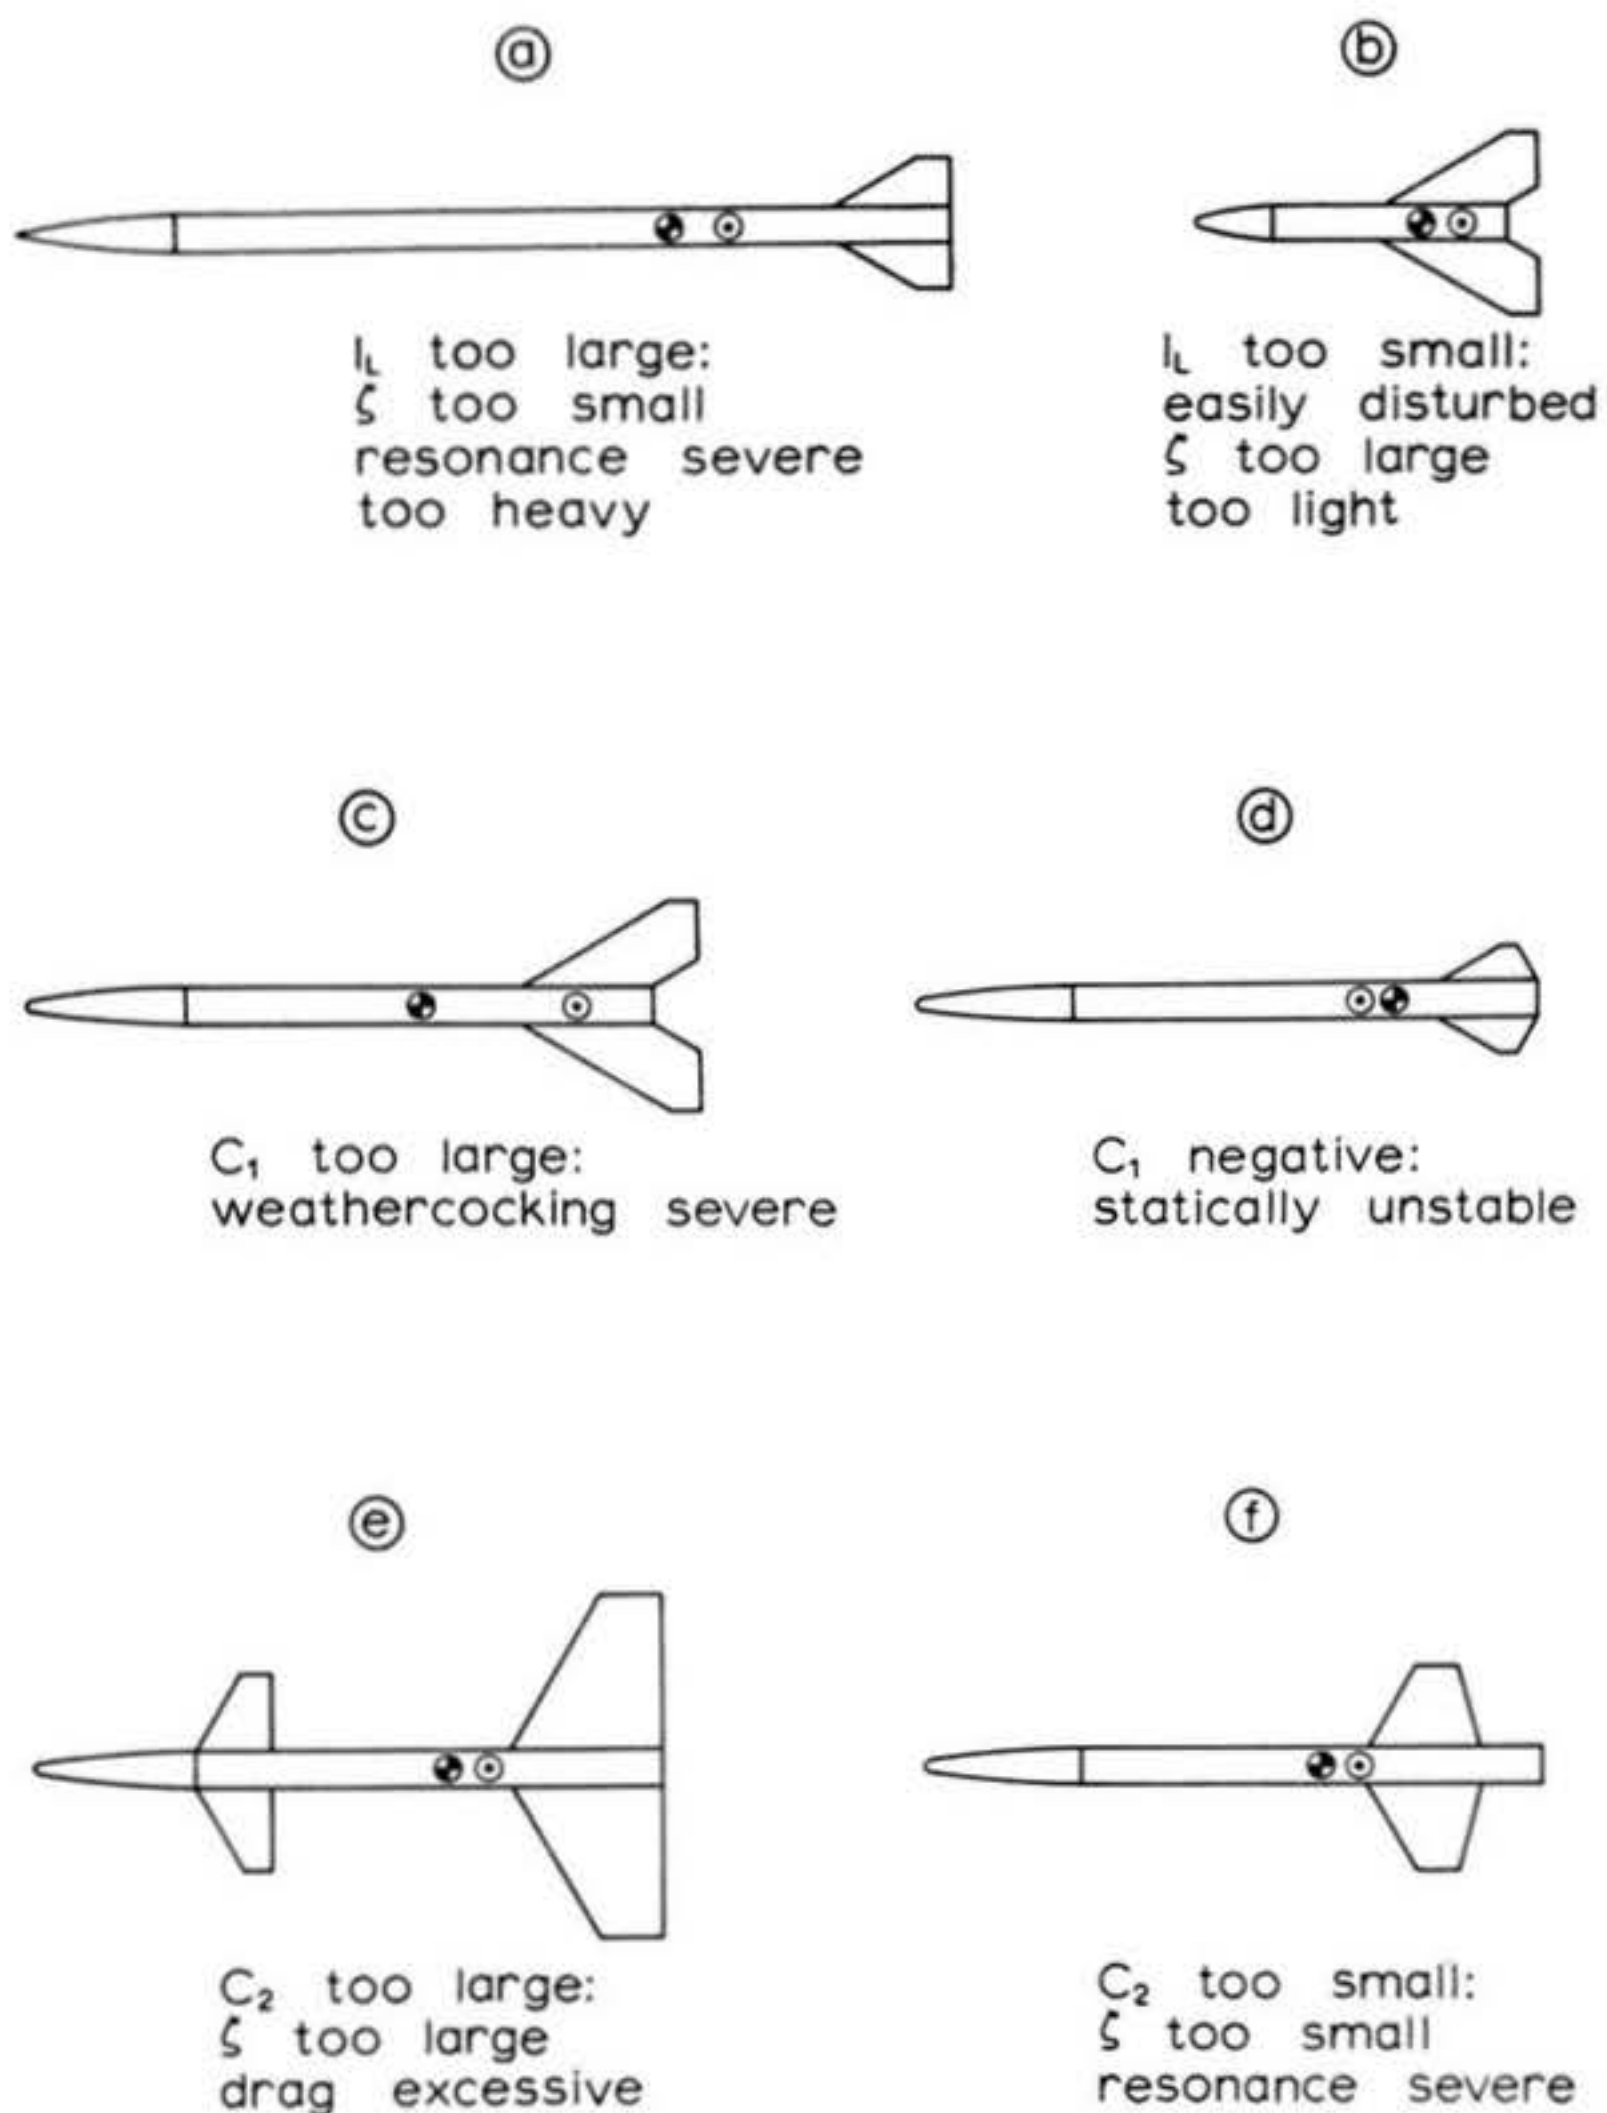 ⓐ
I_L too large:
ζ too small
resonance severe
too heavy
ⓑ
I_L too small:
easily disturbed
ζ too large
too light
ⓒ
C₁ too large:
weathercocking severe
ⓓ
C₁ negative:
statically unstable
ⓔ
C₂ too large:
ζ too large
drag excessive
ⓕ
C₂ too small:
ζ too small
resonance severe